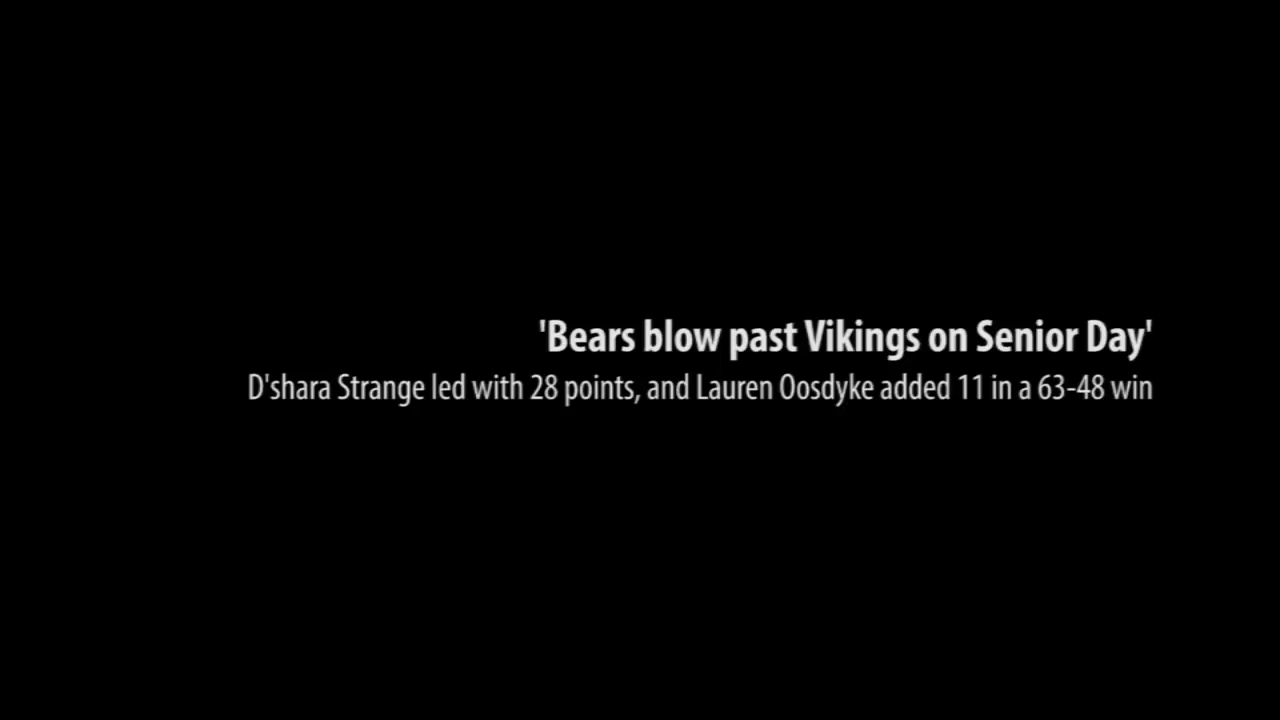 'Bears blow past Vikings on Senior Day'
D'shara Strange led with 28 points, and Lauren Oosdyke added 11 in a 63-48 win